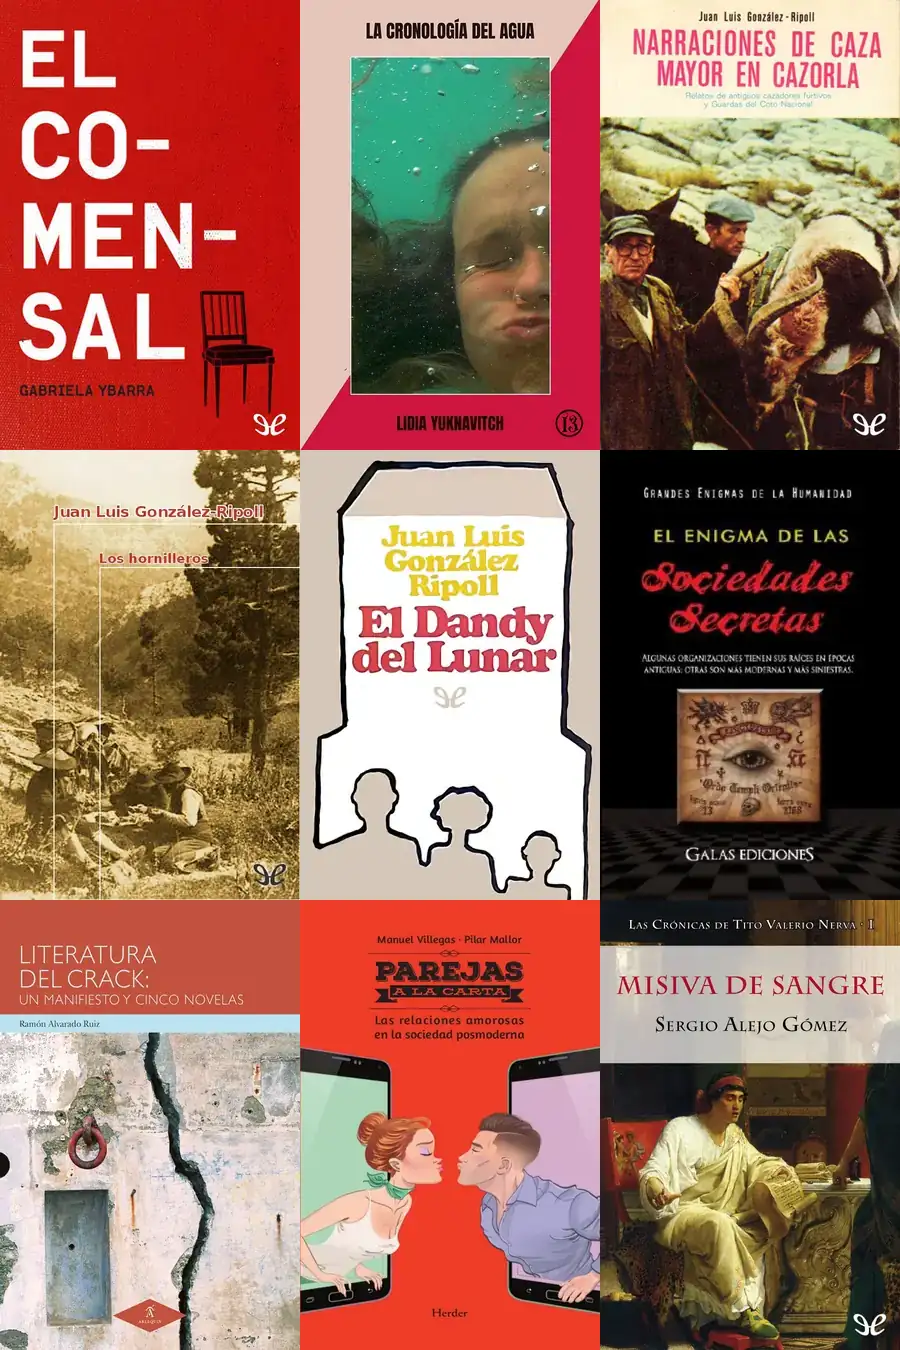 EL
CO-
MEN-
SAL
GABRIELA YBARRA
LA CRONOLOGÍA DEL AGUA
LIDIA YUKNAVITCH
13
Juan Luis González-Ripoll
NARRACIONES DE CAZA
MAYOR EN CAZORLA
Relatos de antiguos cazadores furtivos
y Guardas del Coto Nacional
Juan Luis González-Ripoll
Los hornilleros
Juan Luis
González
Ripoll
El Dandy
del Lunar
GRANDES ENIGMAS DE LA HUMANIDAD
EL ENIGMA DE LAS
Sociedades
Secretas
ALGUNAS ORGANIZACIONES TIENEN SUS RAÍCES EN ÉPOCAS
ANTIGUAS; OTRAS SON MÁS MODERNAS Y MÁS SINIESTRAS.
GALAS EDICIONES
LITERATURA
DEL CRACK:
UN MANIFIESTO Y CINCO NOVELAS
Ramón Alvarado Ruiz
ARLEQUÍN
Manuel Villegas · Pilar Mallor
PAREJAS
A LA CARTA
Las relaciones amorosas
en la sociedad posmoderna
Herder
LAS CRÓNICAS DE TITO VALERIO NERVA · I
MISIVA DE SANGRE
SERGIO ALEJO GÓMEZ